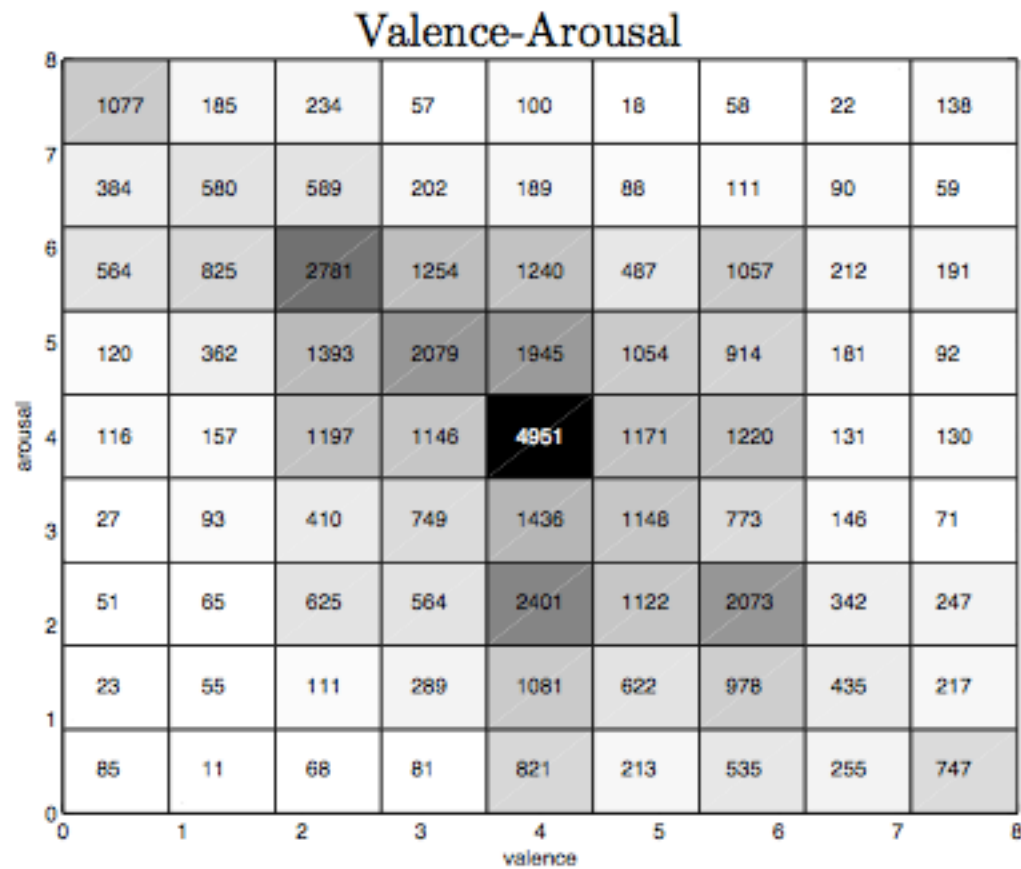 Valence-Arousal
8
1077 185 234 57 100 18 58 22 138
7
384 580 589 202 189 88 111 90 59
6
564 825 2781 1254 1240 487 1057 212 191
5
120 362 1393 2079 1945 1054 914 181 92
arousal
4
116 157 1197 1146 4951 1171 1220 131 130
3
27 93 410 749 1436 1148 773 146 71
2
51 65 625 564 2401 1122 2073 342 247
1
23 55 111 289 1081 622 978 435 217
85 11 68 81 821 213 535 255 747
0
0 1 2 3 4 5 6 7 8
valence